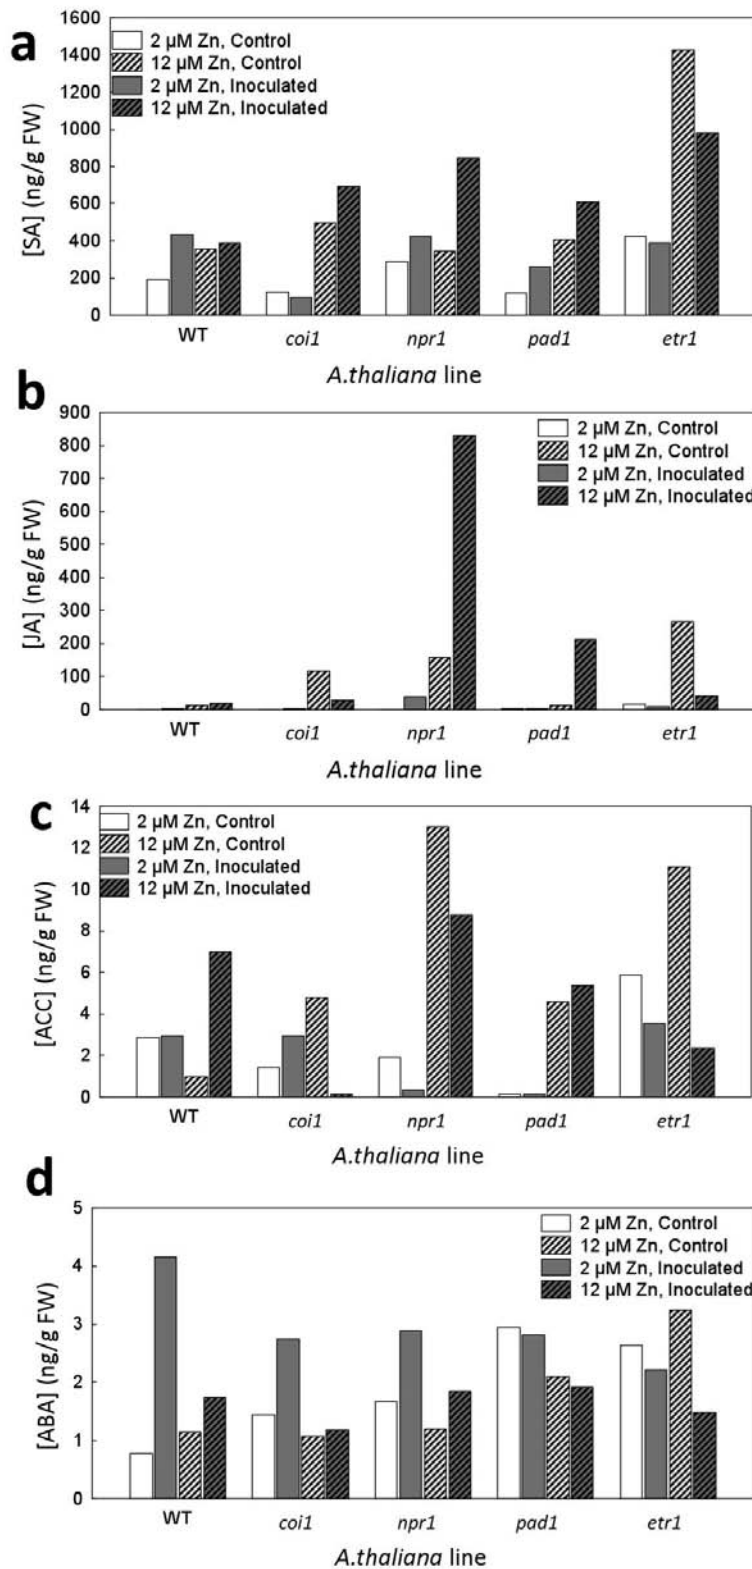 a
1600
1400
1200
1000
800
600
400
200
0
[SA] (ng/g FW)
2 µM Zn, Control
12 µM Zn, Control
2 µM Zn, Inoculated
12 µM Zn, Inoculated
WT coi1 npr1 pad1 etr1
A.thaliana line
b
900
800
700
600
500
400
300
200
100
0
[JA] (ng/g FW)
2 µM Zn, Control
12 µM Zn, Control
2 µM Zn, Inoculated
12 µM Zn, Inoculated
WT coi1 npr1 pad1 etr1
A.thaliana line
c
14
12
10
8
6
4
2
0
[ACC] (ng/g FW)
2 µM Zn, Control
12 µM Zn, Control
2 µM Zn, Inoculated
12 µM Zn, Inoculated
WT coi1 npr1 pad1 etr1
A.thaliana line
d
5
4
3
2
1
0
[ABA] (ng/g FW)
2 µM Zn, Control
12 µM Zn, Control
2 µM Zn, Inoculated
12 µM Zn, Inoculated
WT coi1 npr1 pad1 etr1
A.thaliana line